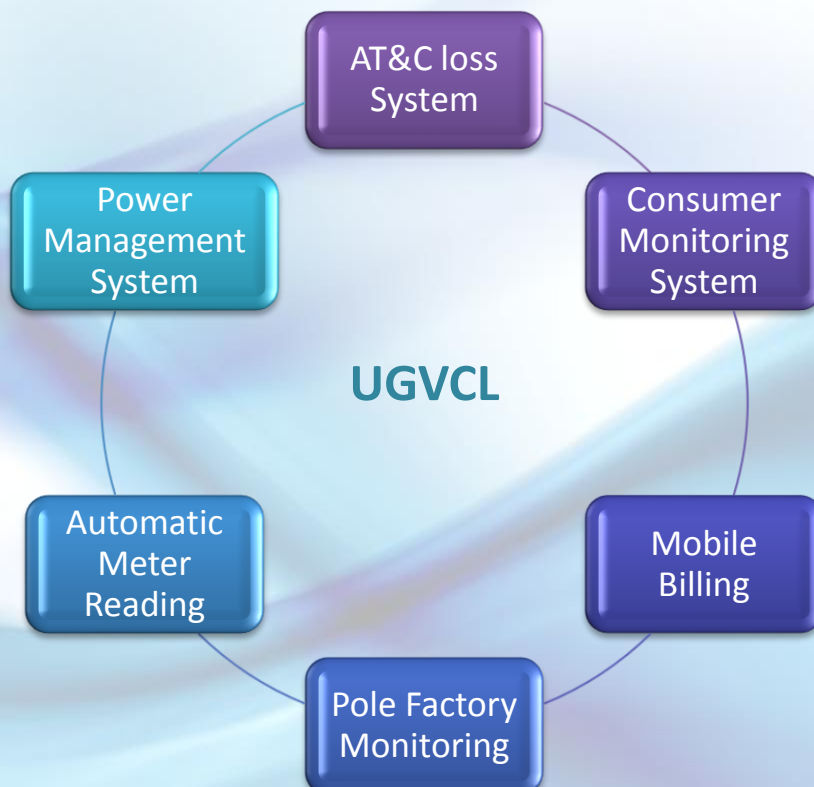 AT&C loss
System
Power
Management
System
Consumer
Monitoring
System
UGVCL
Automatic
Meter
Reading
Mobile
Billing
Pole Factory
Monitoring